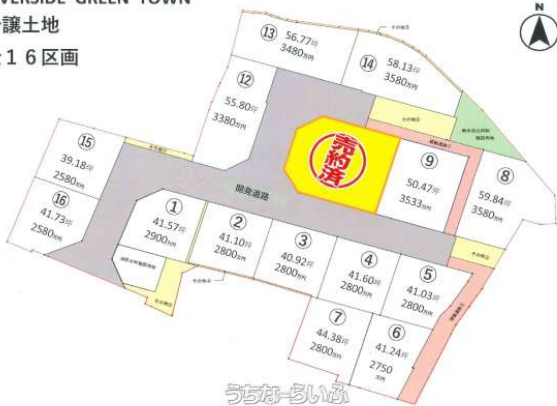 VERSIDE GREEN TOWN
譲土地
16区画
N
⑬ 56.77坪
3480万円
⑭ 58.13坪
3580万円
⑫
55.80坪
3380万円
⑮
39.18坪
2580万円
⑯
41.73坪
2580万円
売約済
⑨
50.47坪
3533万円
⑧
59.84坪
3580万円
開発道路
①
41.57坪
2900万円
②
41.10坪
2800万円
③
40.92坪
2800万円
④
41.60坪
2800万円
⑤
41.03坪
2800万円
⑦
44.38坪
2800万円
⑥
41.24坪
2750
万円
うちなーらいふ